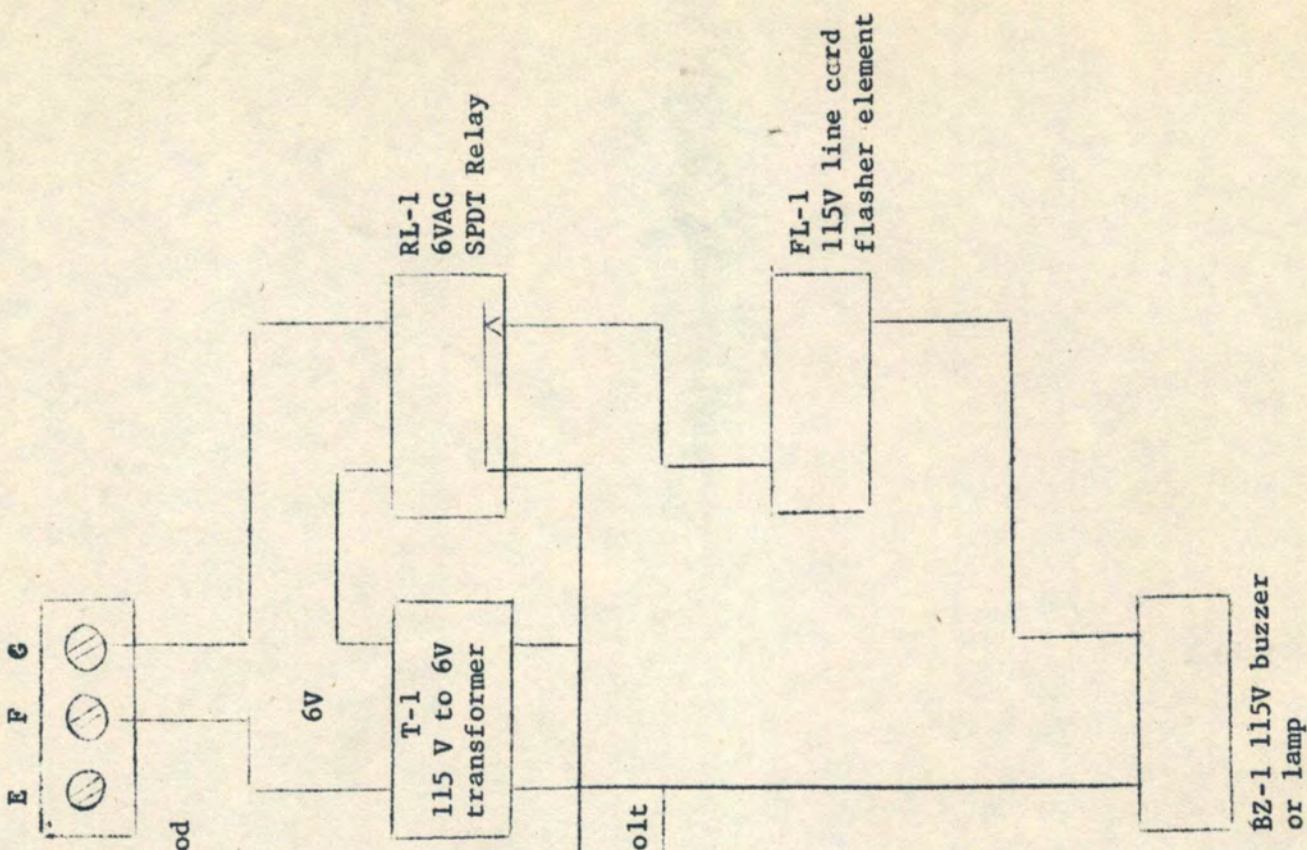 E F G
od
6V
T-1
115 V to 6V
transformer
RL-1
6VAC
SPDT Relay
olt
FL-1
115V line ccrd
flasher element
BZ-1 115V buzzer
or lamp